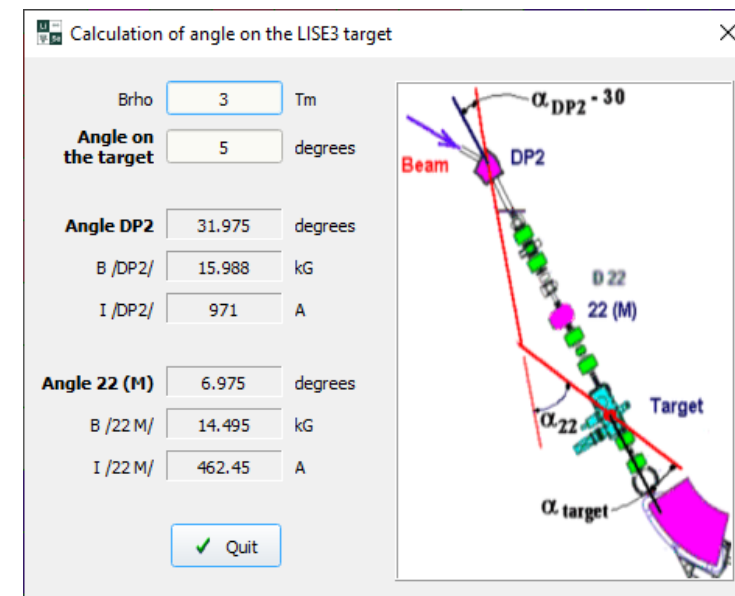 Calculation of angle on the LISE3 target
Brho 3 Tm
Angle on the target 5 degrees
Angle DP2 31.975 degrees
B /DP2/ 15.988 kG
I /DP2/ 971 A
Angle 22 (M) 6.975 degrees
B /22 M/ 14.495 kG
I /22 M/ 462.45 A
✓ Quit
α DP2 - 30
Beam
DP2
D 22
22 (M)
Target
α 22
α target